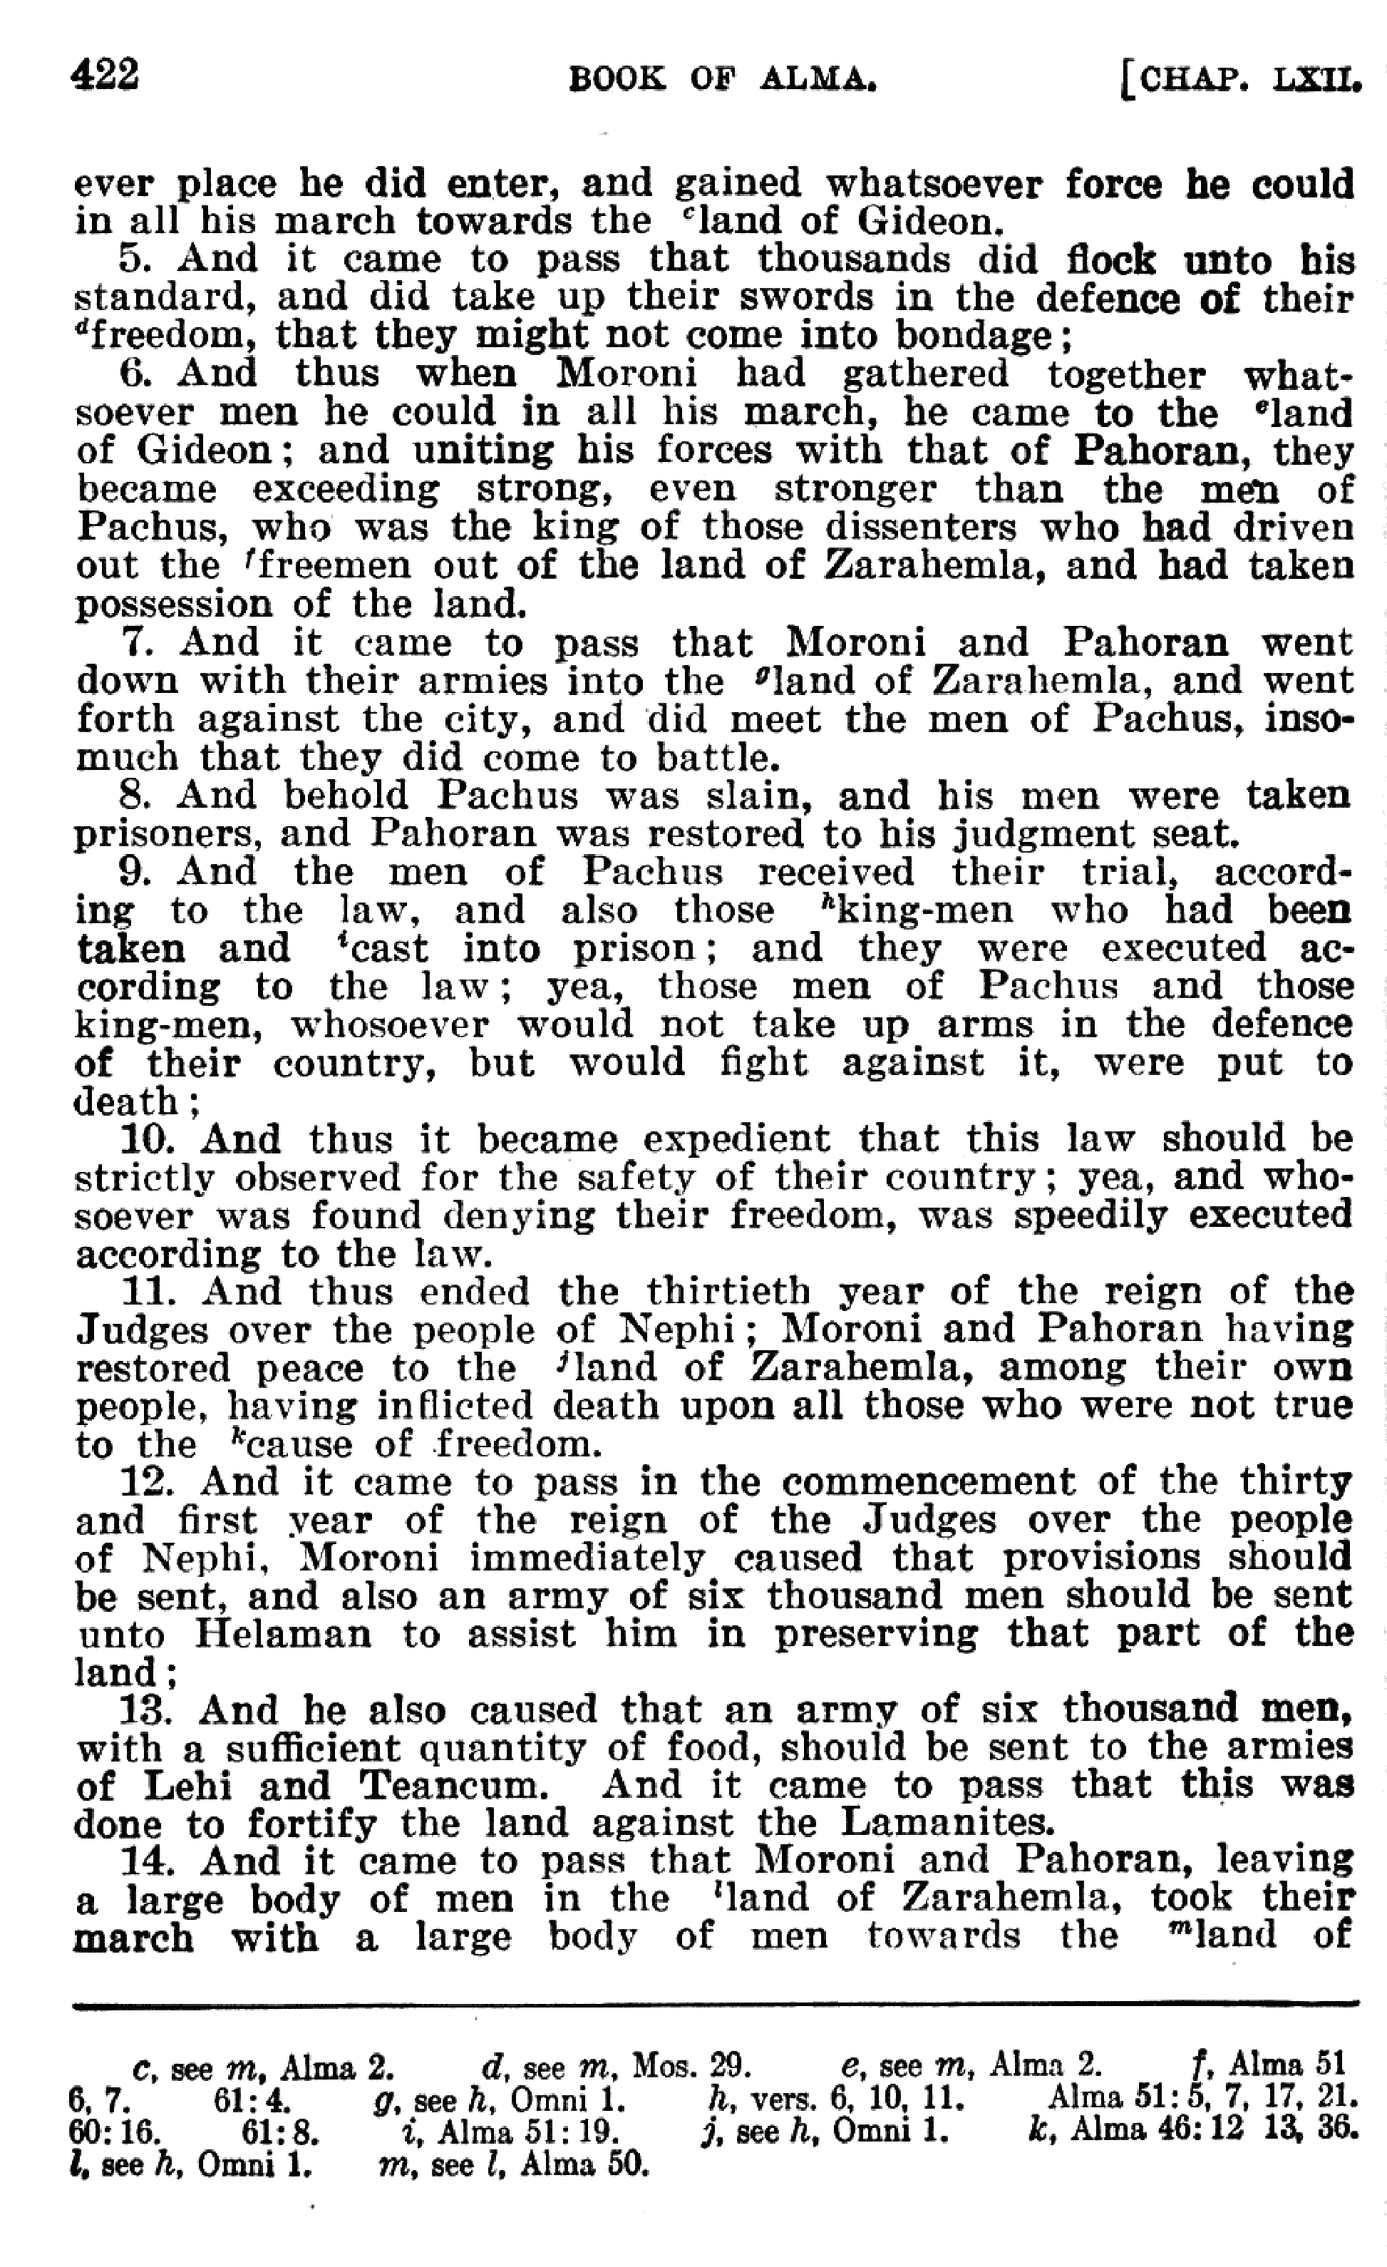 422 BOOK OF ALMA. [CHAP. LXII.
ever place he did enter, and gained whatsoever force he could
in all his march towards the ᶜland of Gideon.
5. And it came to pass that thousands did flock unto his
standard, and did take up their swords in the defence of their
ᵈfreedom, that they might not come into bondage;
6. And thus when Moroni had gathered together what-
soever men he could in all his march, he came to the ᵉland
of Gideon; and uniting his forces with that of Pahoran, they
became exceeding strong, even stronger than the men of
Pachus, who was the king of those dissenters who had driven
out the ᶠfreemen out of the land of Zarahemla, and had taken
possession of the land.
7. And it came to pass that Moroni and Pahoran went
down with their armies into the ᵍland of Zarahemla, and went
forth against the city, and did meet the men of Pachus, inso-
much that they did come to battle.
8. And behold Pachus was slain, and his men were taken
prisoners, and Pahoran was restored to his judgment seat.
9. And the men of Pachus received their trial, accord-
ing to the law, and also those ʰking-men who had been
taken and ⁱcast into prison; and they were executed ac-
cording to the law; yea, those men of Pachus and those
king-men, whosoever would not take up arms in the defence
of their country, but would fight against it, were put to
death;
10. And thus it became expedient that this law should be
strictly observed for the safety of their country; yea, and who-
soever was found denying their freedom, was speedily executed
according to the law.
11. And thus ended the thirtieth year of the reign of the
Judges over the people of Nephi; Moroni and Pahoran having
restored peace to the ʲland of Zarahemla, among their own
people, having inflicted death upon all those who were not true
to the ᵏcause of freedom.
12. And it came to pass in the commencement of the thirty
and first year of the reign of the Judges over the people
of Nephi, Moroni immediately caused that provisions should
be sent, and also an army of six thousand men should be sent
unto Helaman to assist him in preserving that part of the
land;
13. And he also caused that an army of six thousand men,
with a sufficient quantity of food, should be sent to the armies
of Lehi and Teancum. And it came to pass that this was
done to fortify the land against the Lamanites.
14. And it came to pass that Moroni and Pahoran, leaving
a large body of men in the ˡland of Zarahemla, took their
march with a large body of men towards the ᵐland of
c, see m, Alma 2. d, see m, Mos. 29. e, see m, Alma 2. f, Alma 51
6, 7. 61:4. g, see h, Omni 1. h, vers. 6, 10, 11. Alma 51:5, 7, 17, 21.
60:16. 61:8. i, Alma 51:19. j, see h, Omni 1. k, Alma 46:12 13, 36.
l, see h, Omni 1. m, see l, Alma 50.